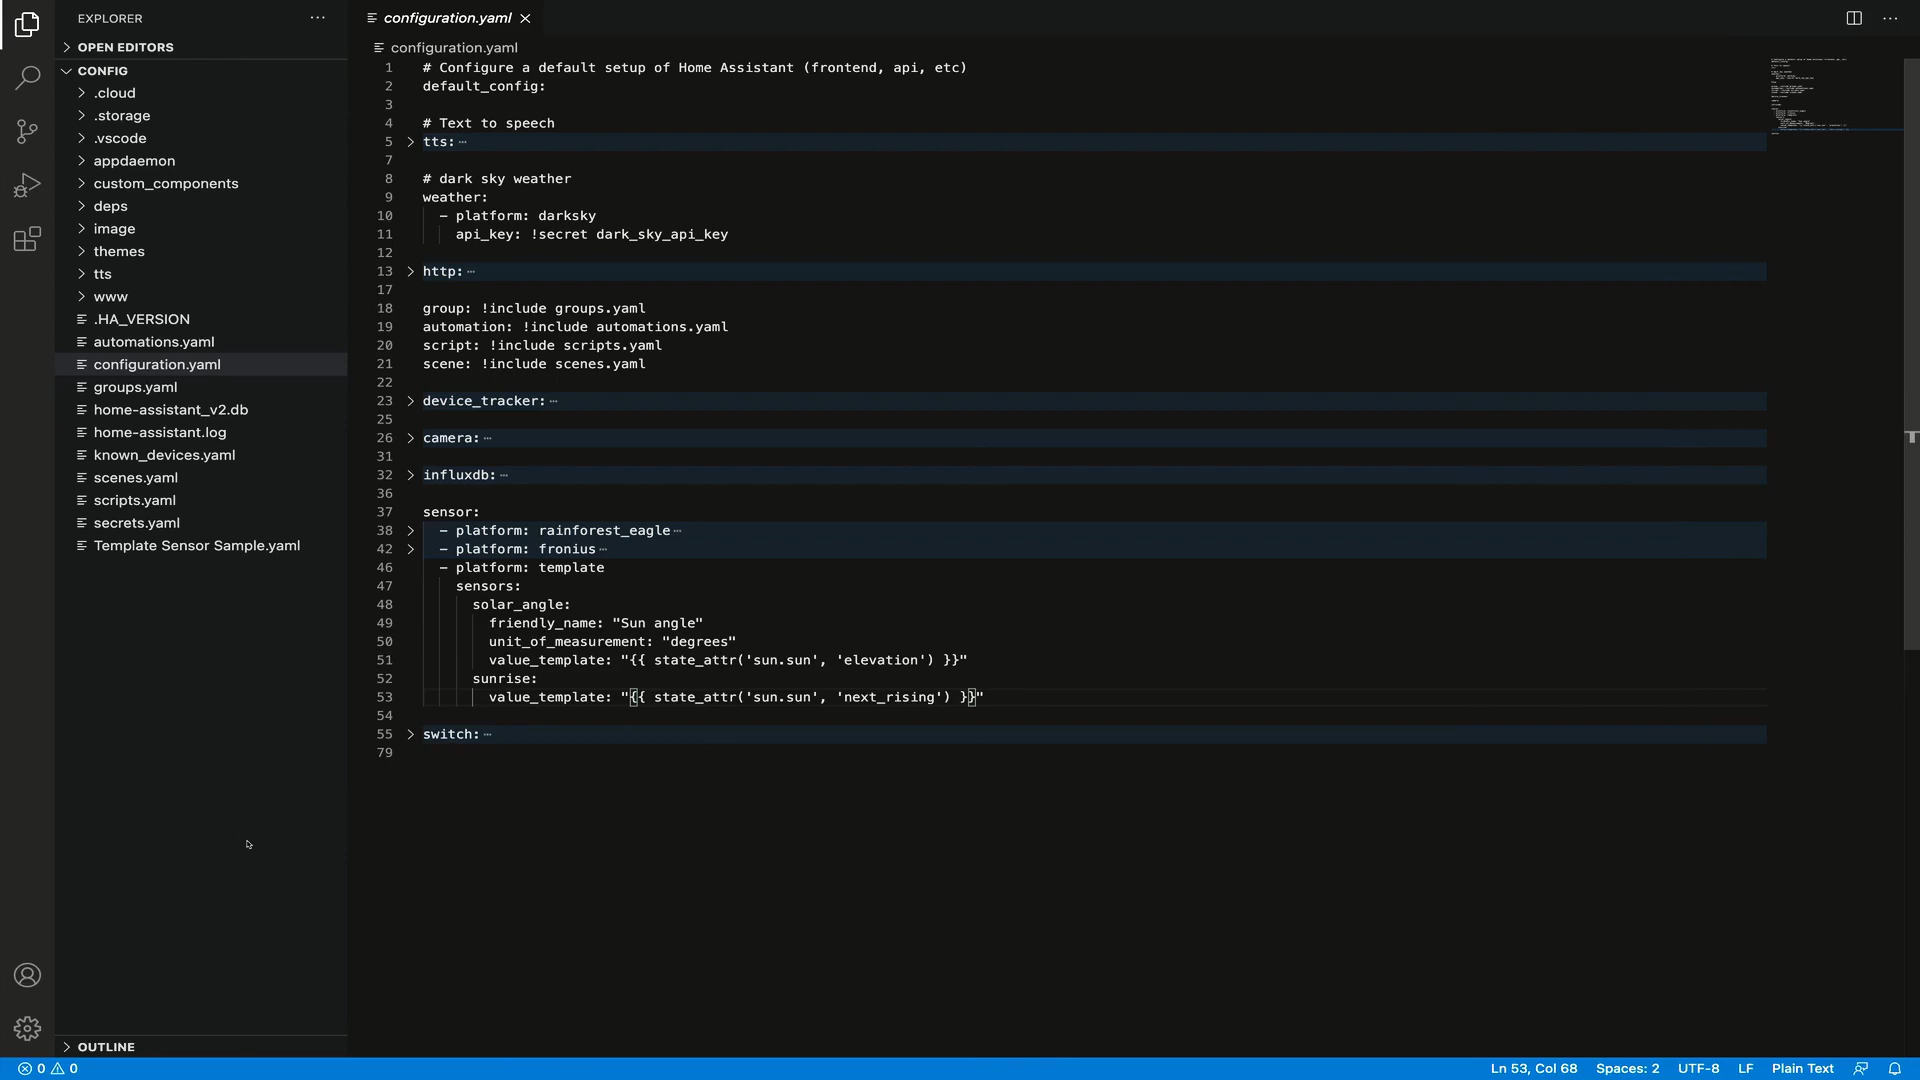 EXPLORER
OPEN EDITORS
CONFIG
.cloud
.storage
.vscode
appdaemon
custom_components
deps
image
themes
tts
www
.HA_VERSION
automations.yaml
configuration.yaml
groups.yaml
home-assistant_v2.db
home-assistant.log
known_devices.yaml
scenes.yaml
scripts.yaml
secrets.yaml
Template Sensor Sample.yaml
OUTLINE
configuration.yaml
configuration.yaml
1 # Configure a default setup of Home Assistant (frontend, api, etc)
2 default_config:
3
4 # Text to speech
5 tts: ⋯
7
8 # dark sky weather
9 weather:
10 - platform: darksky
11 api_key: !secret dark_sky_api_key
12
13 http: ⋯
17
18 group: !include groups.yaml
19 automation: !include automations.yaml
20 script: !include scripts.yaml
21 scene: !include scenes.yaml
22
23 device_tracker: ⋯
25
26 camera: ⋯
31
32 influxdb: ⋯
36
37 sensor:
38 - platform: rainforest_eagle ⋯
42 - platform: fronius ⋯
46 - platform: template
47 sensors:
48 solar_angle:
49 friendly_name: "Sun angle"
50 unit_of_measurement: "degrees"
51 value_template: "{{ state_attr('sun.sun', 'elevation') }}"
52 sunrise:
53 value_template: "{{ state_attr('sun.sun', 'next_rising') }}"
54
55 switch: ⋯
79
0 0
Ln 53, Col 68 Spaces: 2 UTF-8 LF Plain Text